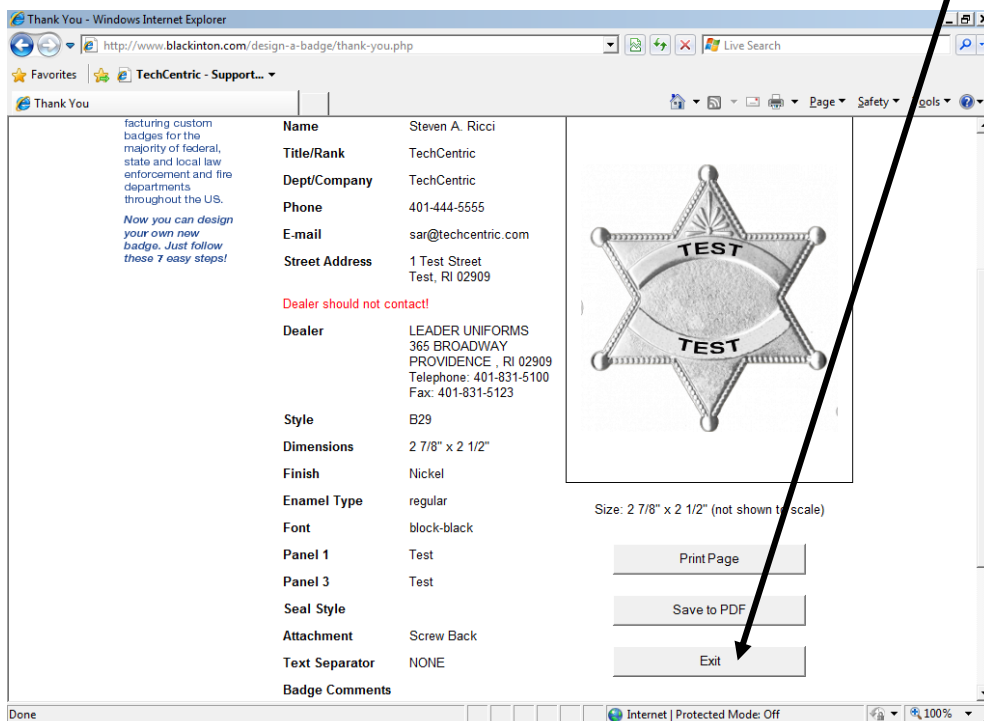 Thank You - Windows Internet Explorer
http://www.blackinton.com/design-a-badge/thank-you.php
Live Search
Favorites
TechCentric - Support...
Thank You
Page
Safety
facturing custom
badges for the
majority of federal,
state and local law
enforcement and fire
departments
throughout the US.
Now you can design
your own new
badge. Just follow
these 7 easy steps!
Name Steven A. Ricci
Title/Rank TechCentric
Dept/Company TechCentric
Phone 401-444-5555
E-mail sar@techcentric.com
Street Address 1 Test Street
Test, RI 02909
Dealer should not contact!
Dealer LEADER UNIFORMS
365 BROADWAY
PROVIDENCE , RI 02909
Telephone: 401-831-5100
Fax: 401-831-5123
Style B29
Dimensions 2 7/8" x 2 1/2"
Finish Nickel
Enamel Type regular
Font block-black
Panel 1 Test
Panel 3 Test
Seal Style
Attachment Screw Back
Text Separator NONE
Badge Comments
TEST
TEST
Size: 2 7/8" x 2 1/2" (not shown to scale)
Print Page
Save to PDF
Exit
Done
Internet | Protected Mode: Off
100%